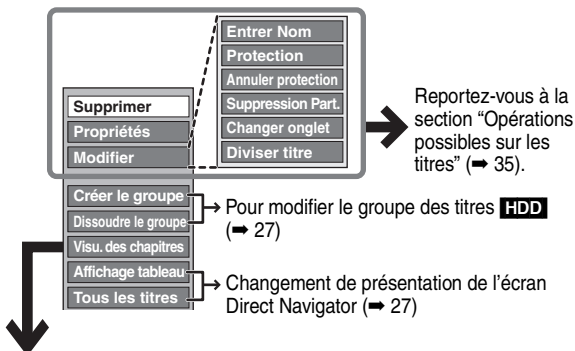 Entrer Nom
Protection
Annuler protection
Suppression Part.
Changer onglet
Diviser titre
Supprimer
Propriétés
Modifier
Créer le groupe
Dissoudre le groupe
Visu. des chapitres
Affichage tableau
Tous les titres
Reportez-vous à la
section “Opérations
possibles sur les
titres” (➡ 35).
Pour modifier le groupe des titres HDD
(➡ 27)
Changement de présentation de l’écran
Direct Navigator (➡ 27)